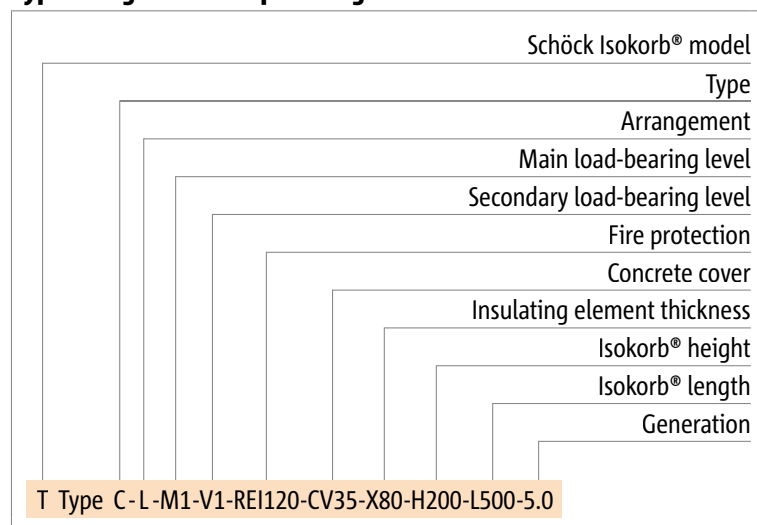 Schöck Isokorb® model
Type
Arrangement
Main load-bearing level
Secondary load-bearing level
Fire protection
Concrete cover
Insulating element thickness
Isokorb® height
Isokorb® length
Generation
T Type C-L-M1-V1-REI120-CV35-X80-H200-L500-5.0